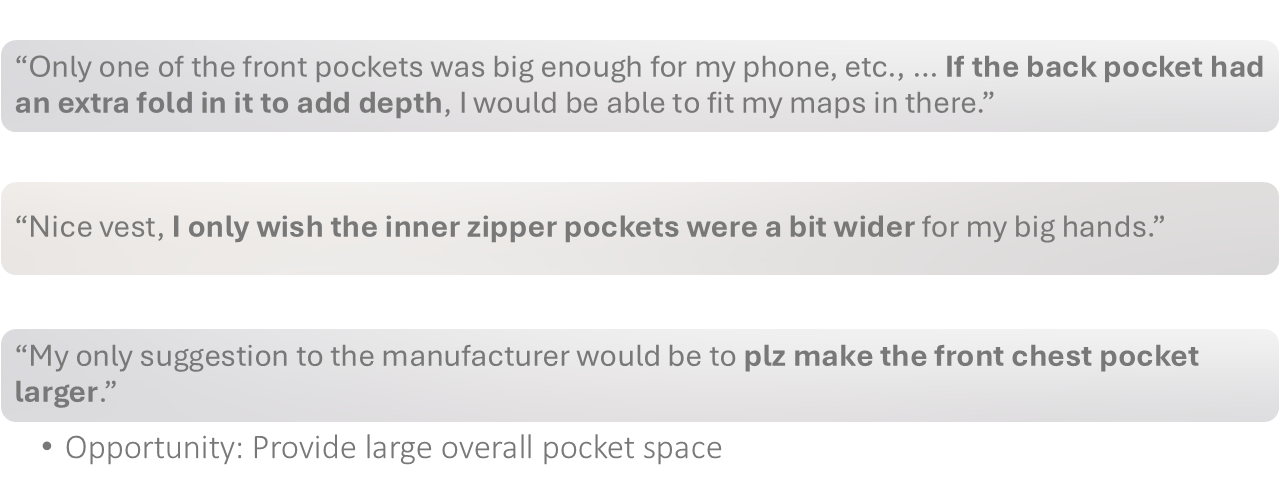 “Only one of the front pockets was big enough for my phone, etc., ... If the back pocket had
an extra fold in it to add depth, I would be able to fit my maps in there.”
“Nice vest, I only wish the inner zipper pockets were a bit wider for my big hands.”
“My only suggestion to the manufacturer would be to plz make the front chest pocket
larger.”
• Opportunity: Provide large overall pocket space